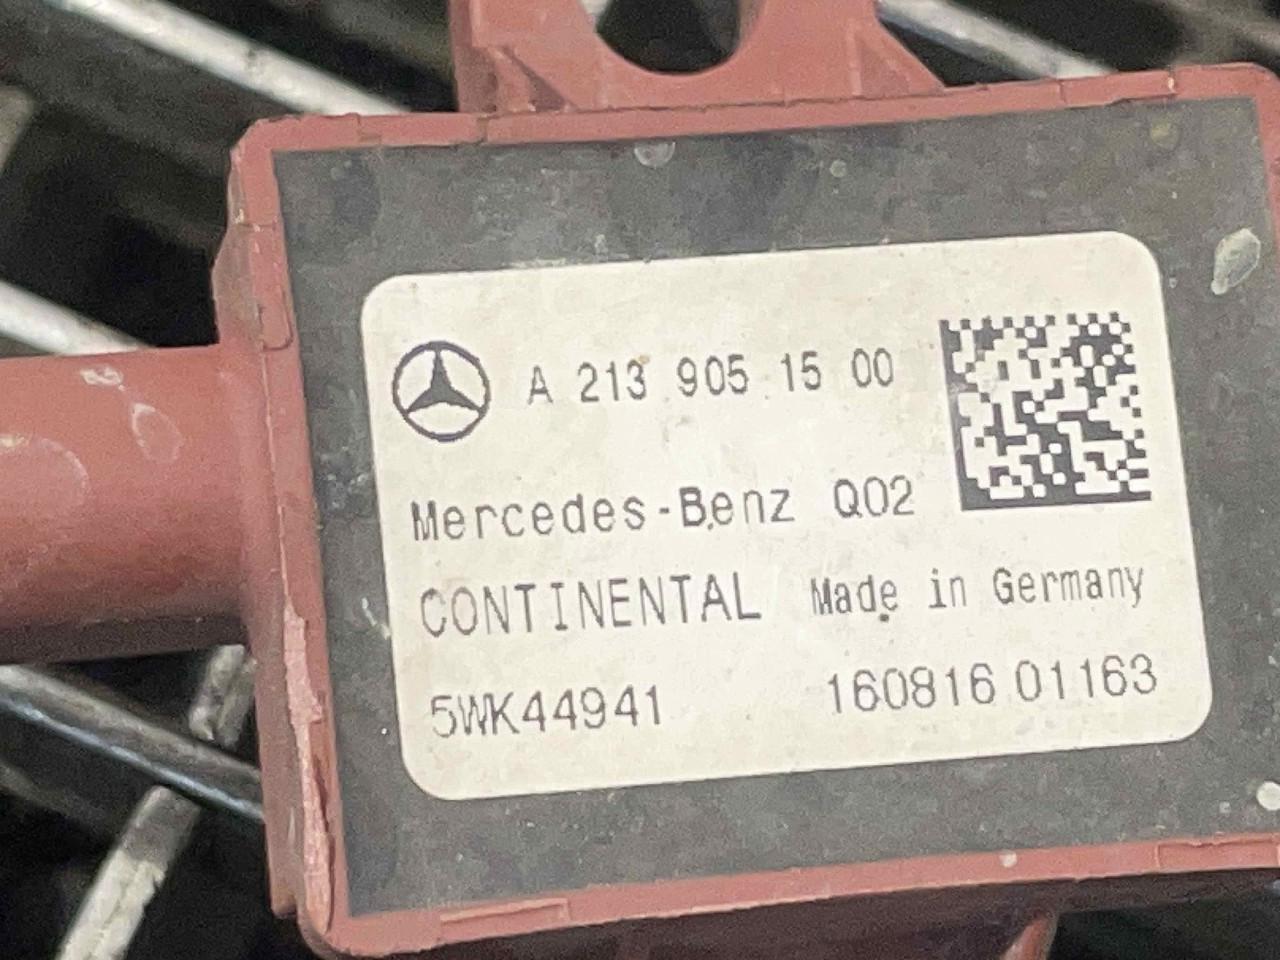 A 213 905 15 00
Mercedes-Benz Q02
CONTINENTAL Made in Germany
5WK44941 160816 01163